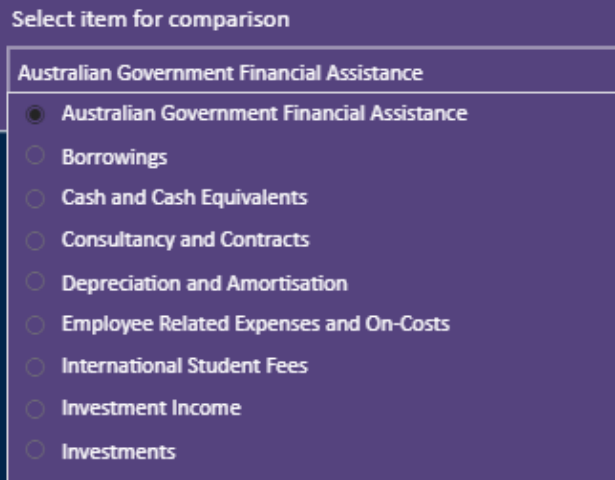 Select item for comparison
Australian Government Financial Assistance
Australian Government Financial Assistance
Borrowings
Cash and Cash Equivalents
Consultancy and Contracts
Depreciation and Amortisation
Employee Related Expenses and On-Costs
International Student Fees
Investment Income
Investments